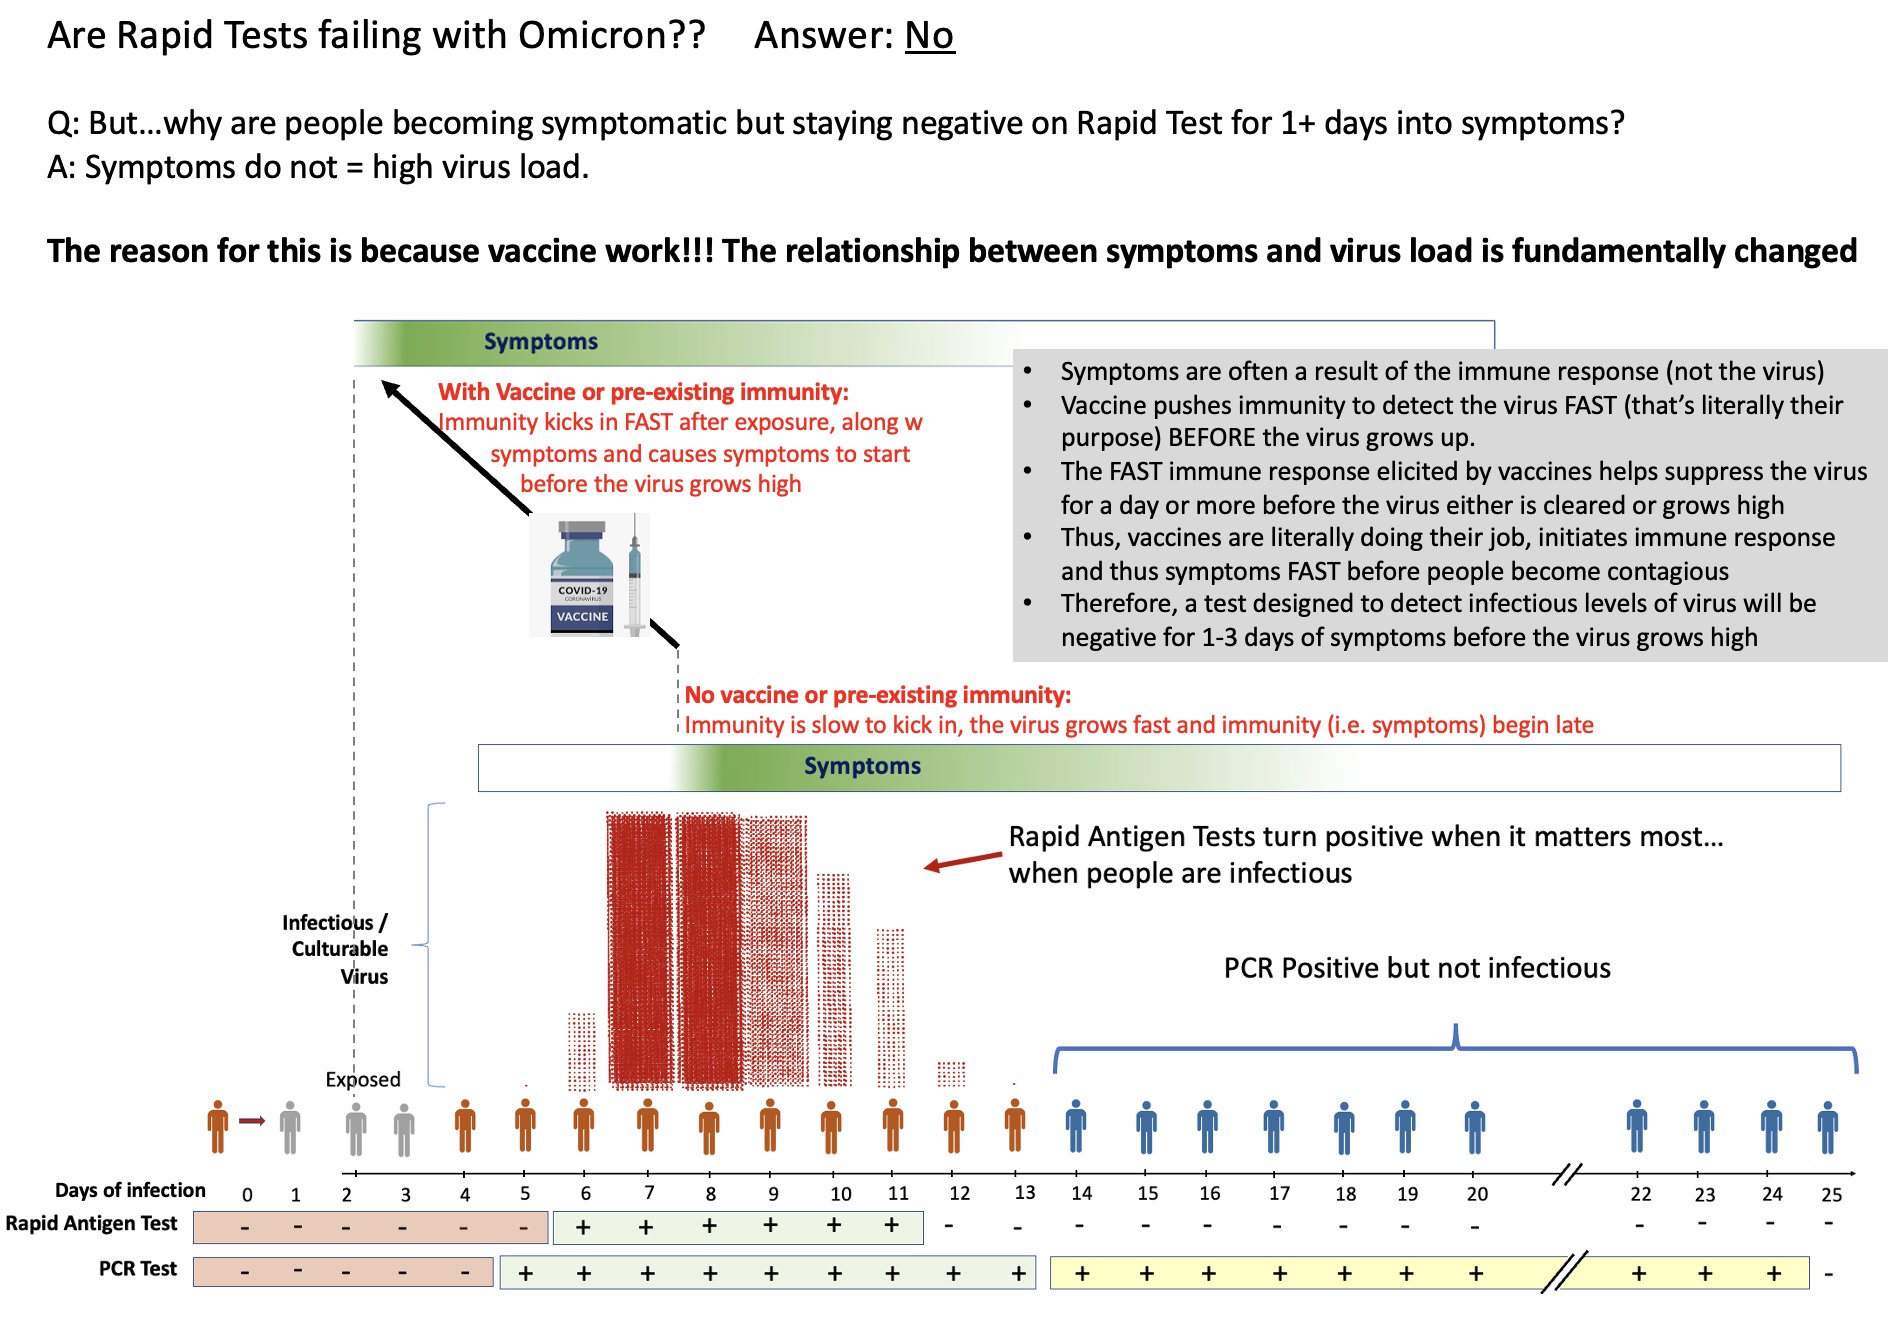 Are Rapid Tests failing with Omicron??    Answer: No
Q: But...why are people becoming symptomatic but staying negative on Rapid Test for 1+ days into symptoms?
A: Symptoms do not = high virus load.
The reason for this is because vaccine work!!! The relationship between symptoms and virus load is fundamentally changed
Symptoms
With Vaccine or pre-existing immunity:
Immunity kicks in FAST after exposure, along w
symptoms and causes symptoms to start
before the virus grows high
• Symptoms are often a result of the immune response (not the virus)
• Vaccine pushes immunity to detect the virus FAST (that's literally their
purpose) BEFORE the virus grows up.
• The FAST immune response elicited by vaccines helps suppress the virus
for a day or more before the virus either is cleared or grows high
• Thus, vaccines are literally doing their job, initiates immune response
and thus symptoms FAST before people become contagious
• Therefore, a test designed to detect infectious levels of virus will be
negative for 1-3 days of symptoms before the virus grows high
COVID-19
CORONAVIRUS
VACCINE
No vaccine or pre-existing immunity:
Immunity is slow to kick in, the virus grows fast and immunity (i.e. symptoms) begin late
Symptoms
Rapid Antigen Tests turn positive when it matters most...
when people are infectious
Infectious /
Culturable
Virus
PCR Positive but not infectious
Exposed
Days of infection 0 1 2 3 4 5 6 7 8 9 10 11 12 13 14 15 16 17 18 19 20 // 22 23 24 25
Rapid Antigen Test - - - - - - + + + + + + - - - - - - - - - - - - -
PCR Test - - - - - + + + + + + + + + + + + + + + + // + + + -